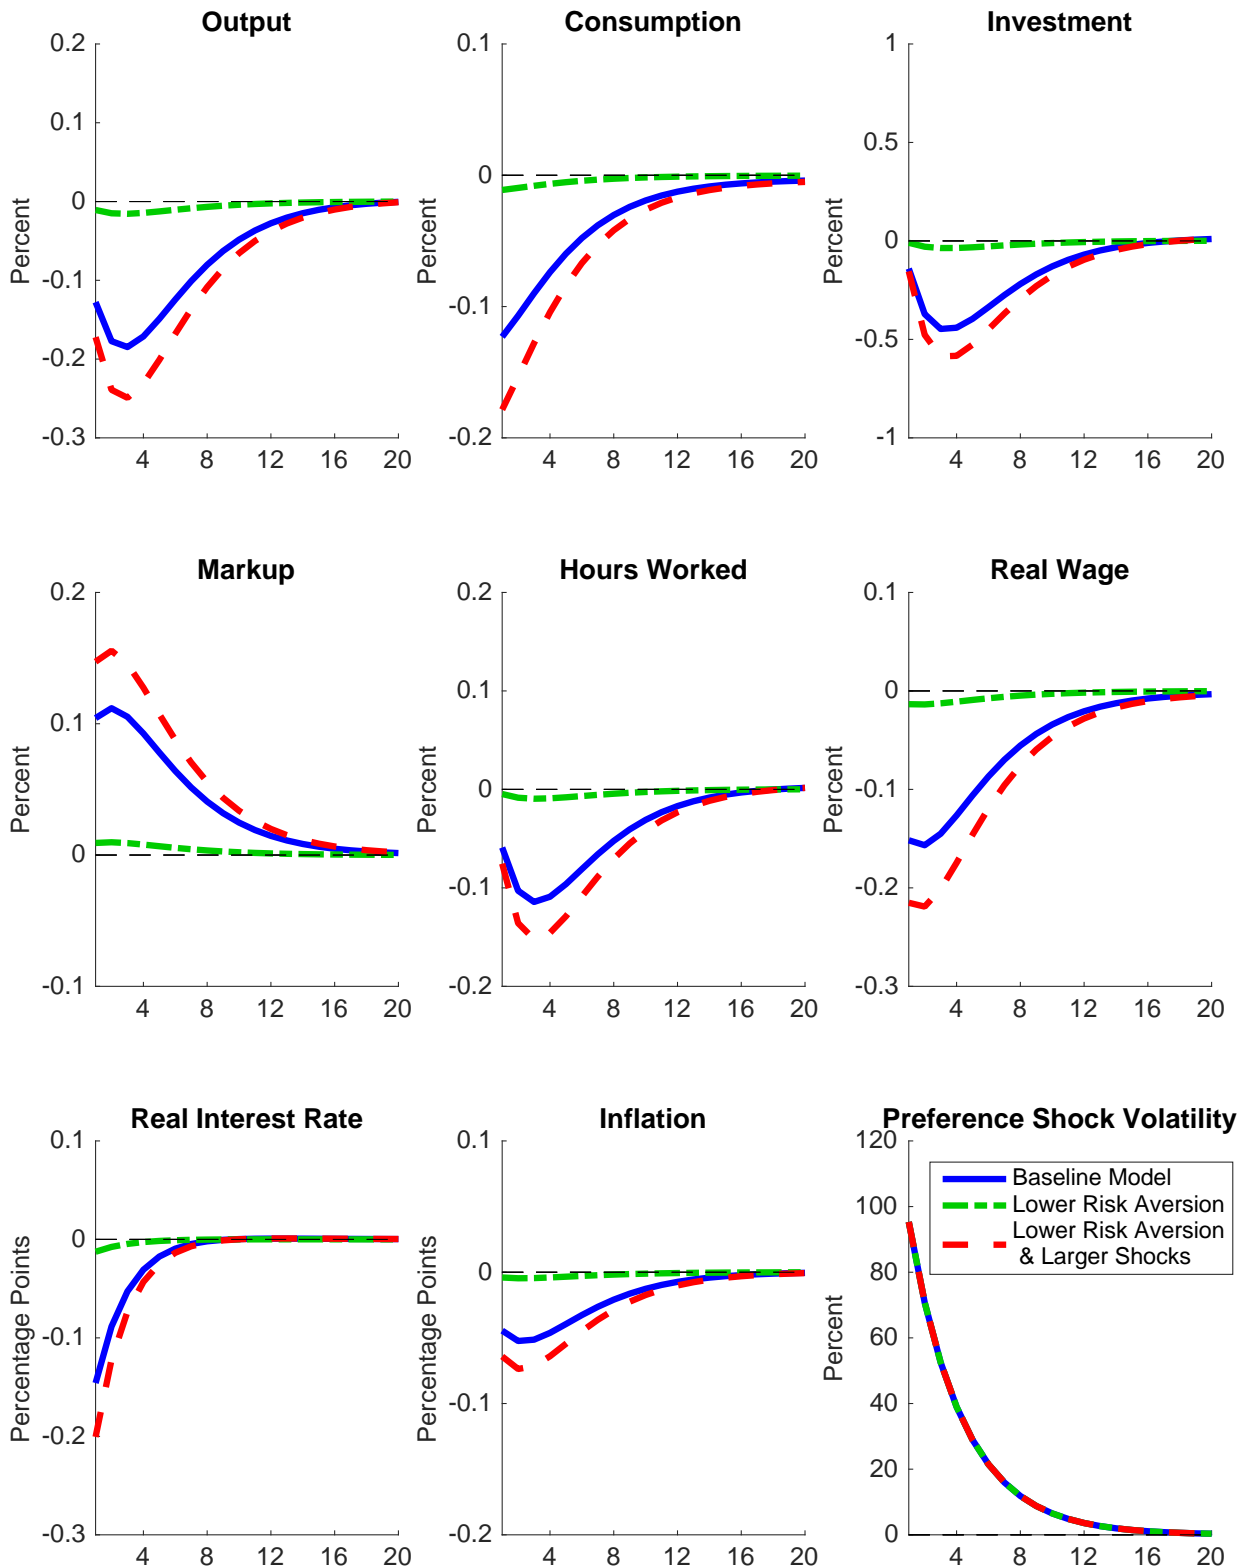 Output
Percent
0.2
0.1
0
-0.1
-0.2
-0.3
4 8 12 16 20
Consumption
0.1
0
-0.1
-0.2
4 8 12 16 20
Investment
Percent
1
0.5
0
-0.5
-1
4 8 12 16 20
Markup
Percent
0.2
0.1
0
-0.1
4 8 12 16 20
Hours Worked
0.2
0.1
0
-0.1
-0.2
4 8 12 16 20
Real Wage
Percent
0.1
0
-0.1
-0.2
-0.3
4 8 12 16 20
Real Interest Rate
Percentage Points
0.1
0
-0.1
-0.2
-0.3
4 8 12 16 20
Inflation
Percentage Points
0.1
0
-0.1
-0.2
4 8 12 16 20
Preference Shock Volatility
Percent
120
100
80
60
40
20
0
4 8 12 16 20
Baseline Model
Lower Risk Aversion
Lower Risk Aversion
& Larger Shocks